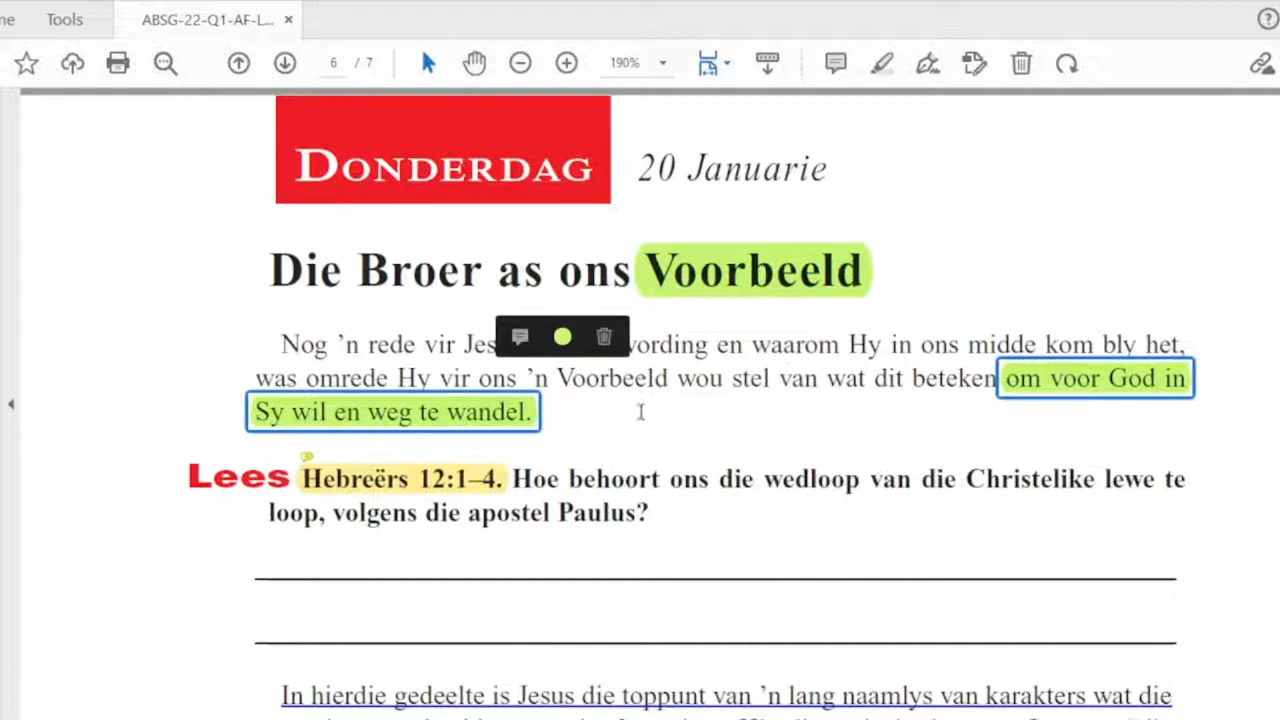 ne Tools ABSG-22-Q1-AF-L... ×
6 / 7 190%
DONDERDAG 20 Januarie
Die Broer as ons Voorbeeld
Nog ’n rede vir Jes wording en waarom Hy in ons midde kom bly het,
was omrede Hy vir ons ’n Voorbeeld wou stel van wat dit beteken om voor God in
Sy wil en weg te wandel.
Lees Hebreërs 12:1–4. Hoe behoort ons die wedloop van die Christelike lewe te
loop, volgens die apostel Paulus?
In hierdie gedeelte is Jesus die toppunt van ’n lang naamlys van karakters wat die